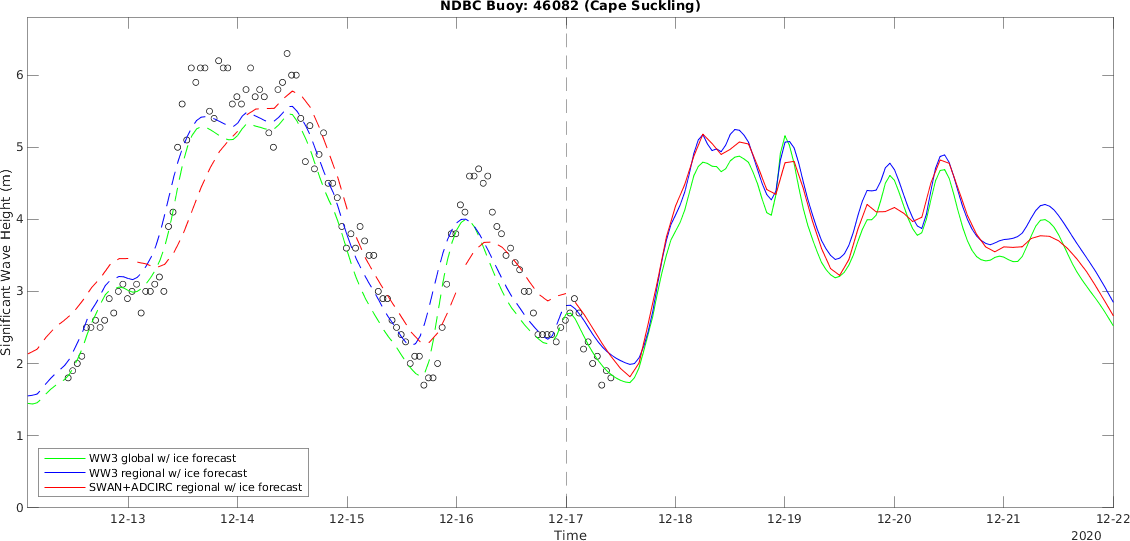 NDBC Buoy: 46082 (Cape Suckling)
Significant Wave Height (m)
6
5
4
3
2
1
0
WW3 global w/ ice forecast
WW3 regional w/ ice forecast
SWAN+ADCIRC regional w/ ice forecast
12-13 12-14 12-15 12-16 12-17 12-18 12-19 12-20 12-21 12-22
Time
2020